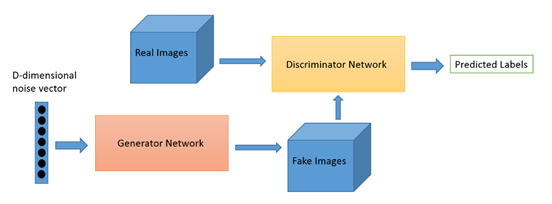 Real Images
Discriminator Network
Predicted Labels
D-dimensional
noise vector
Generator Network
Fake Images